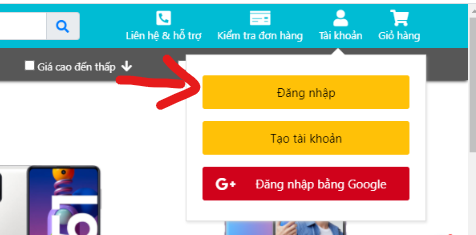 Liên hệ & hỗ trợ Kiểm tra đơn hàng Tài khoản Giỏ hàng
Giá cao đến thấp
Đăng nhập
Tạo tài khoản
G+ Đăng nhập bằng Google